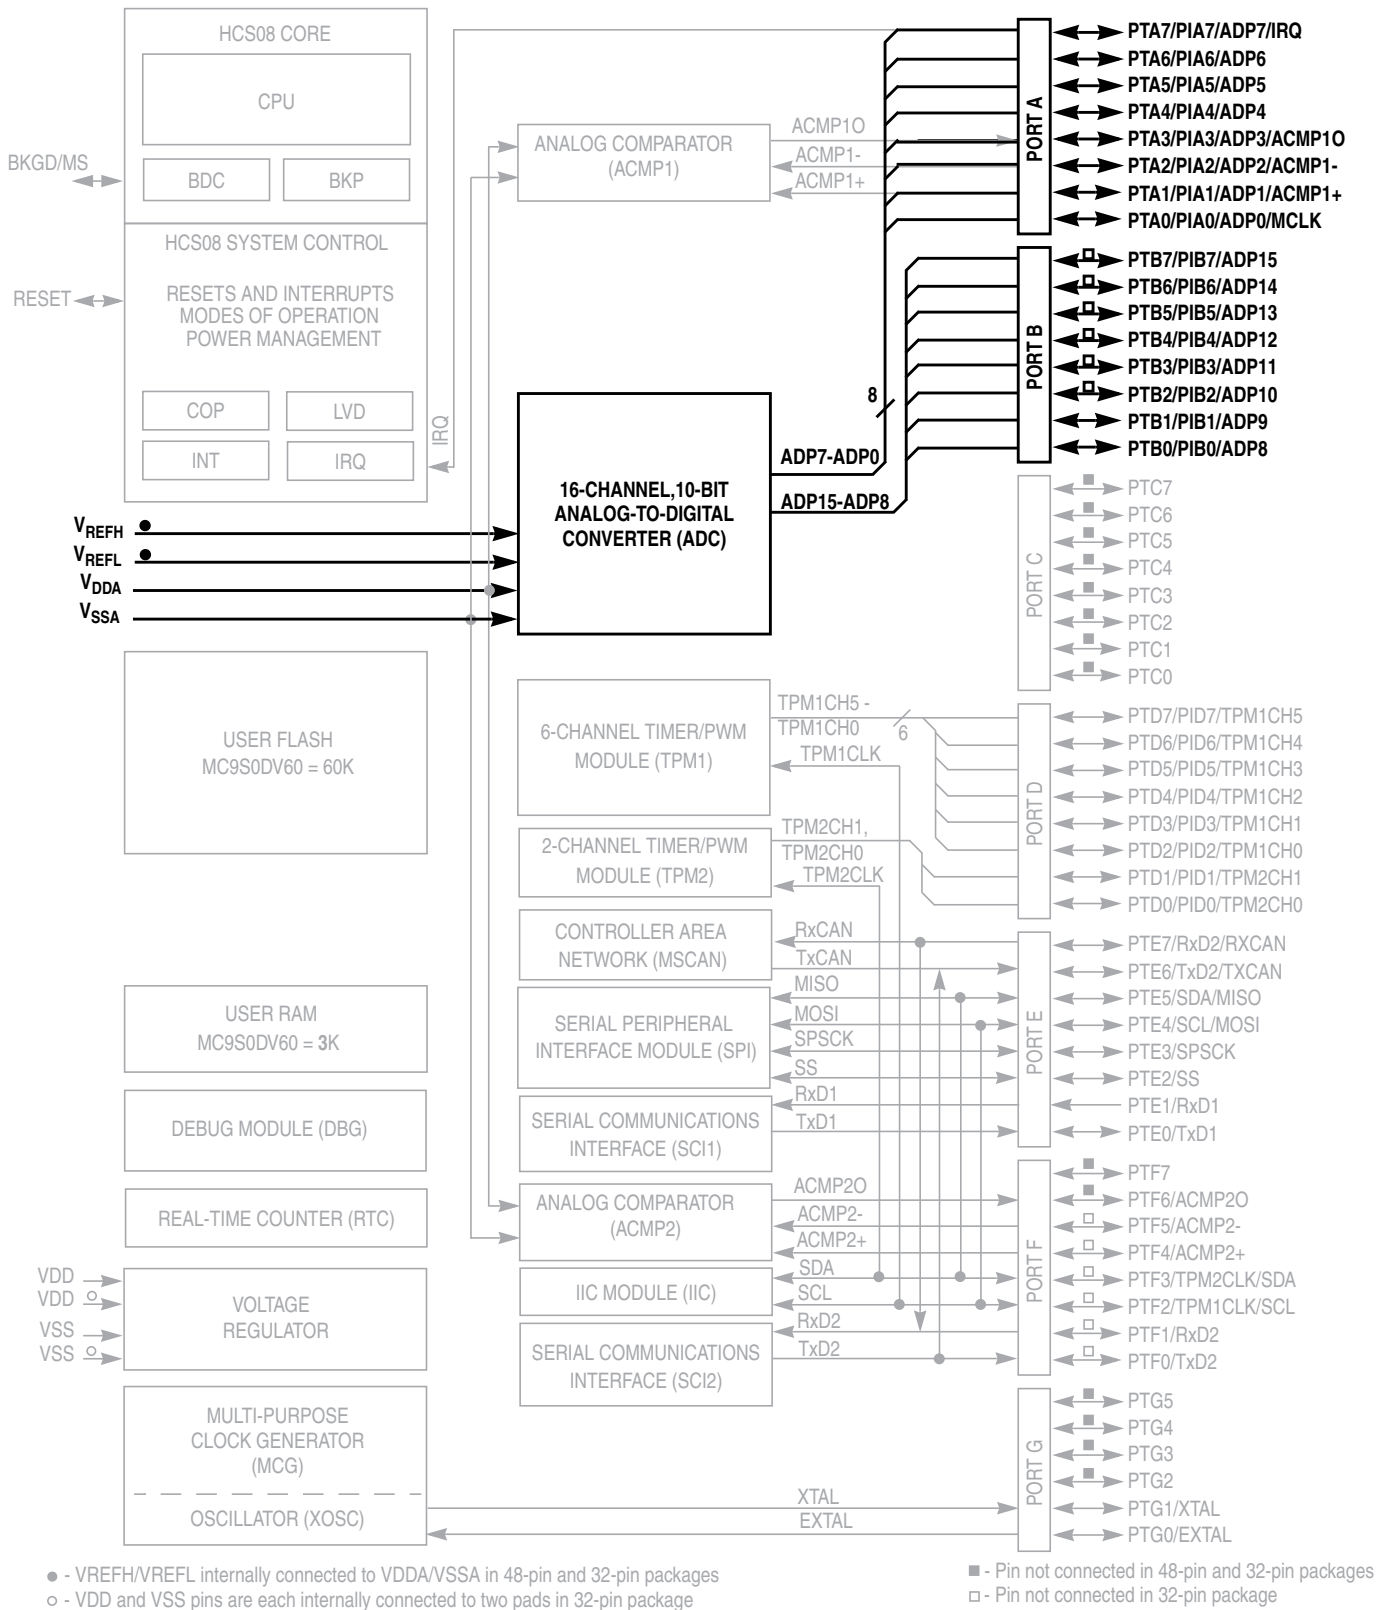 HCS08 CORE
CPU
BDC
BKP
BKGD/MS
HCS08 SYSTEM CONTROL
RESETS AND INTERRUPTS
MODES OF OPERATION
POWER MANAGEMENT
RESET
COP
LVD
INT
IRQ
IRQ
VREFH
VREFL
VDDA
VSSA
USER FLASH
MC9S0DV60 = 60K
USER RAM
MC9S0DV60 = 3K
DEBUG MODULE (DBG)
REAL-TIME COUNTER (RTC)
VDD
VDD
VSS
VSS
VOLTAGE
REGULATOR
MULTI-PURPOSE
CLOCK GENERATOR
(MCG)
OSCILLATOR (XOSC)
ANALOG COMPARATOR
(ACMP1)
ACMP1O
ACMP1-
ACMP1+
16-CHANNEL,10-BIT
ANALOG-TO-DIGITAL
CONVERTER (ADC)
8
ADP7-ADP0
ADP15-ADP8
6-CHANNEL TIMER/PWM
MODULE (TPM1)
TPM1CH5 -
TPM1CH0
6
TPM1CLK
2-CHANNEL TIMER/PWM
MODULE (TPM2)
TPM2CH1,
TPM2CH0
TPM2CLK
CONTROLLER AREA
NETWORK (MSCAN)
RxCAN
TxCAN
SERIAL PERIPHERAL
INTERFACE MODULE (SPI)
MISO
MOSI
SPSCK
SS
SERIAL COMMUNICATIONS
INTERFACE (SCI1)
RxD1
TxD1
ANALOG COMPARATOR
(ACMP2)
ACMP2O
ACMP2-
ACMP2+
IIC MODULE (IIC)
SDA
SCL
SERIAL COMMUNICATIONS
INTERFACE (SCI2)
RxD2
TxD2
XTAL
EXTAL
PORT A
PTA7/PIA7/ADP7/IRQ
PTA6/PIA6/ADP6
PTA5/PIA5/ADP5
PTA4/PIA4/ADP4
PTA3/PIA3/ADP3/ACMP1O
PTA2/PIA2/ADP2/ACMP1-
PTA1/PIA1/ADP1/ACMP1+
PTA0/PIA0/ADP0/MCLK
PORT B
PTB7/PIB7/ADP15
PTB6/PIB6/ADP14
PTB5/PIB5/ADP13
PTB4/PIB4/ADP12
PTB3/PIB3/ADP11
PTB2/PIB2/ADP10
PTB1/PIB1/ADP9
PTB0/PIB0/ADP8
PORT C
PTC7
PTC6
PTC5
PTC4
PTC3
PTC2
PTC1
PTC0
PORT D
PTD7/PID7/TPM1CH5
PTD6/PID6/TPM1CH4
PTD5/PID5/TPM1CH3
PTD4/PID4/TPM1CH2
PTD3/PID3/TPM1CH1
PTD2/PID2/TPM1CH0
PTD1/PID1/TPM2CH1
PTD0/PID0/TPM2CH0
PORT E
PTE7/RxD2/RXCAN
PTE6/TxD2/TXCAN
PTE5/SDA/MISO
PTE4/SCL/MOSI
PTE3/SPSCK
PTE2/SS
PTE1/RxD1
PTE0/TxD1
PORT F
PTF7
PTF6/ACMP2O
PTF5/ACMP2-
PTF4/ACMP2+
PTF3/TPM2CLK/SDA
PTF2/TPM1CLK/SCL
PTF1/RxD2
PTF0/TxD2
PORT G
PTG5
PTG4
PTG3
PTG2
PTG1/XTAL
PTG0/EXTAL
● - VREFH/VREFL internally connected to VDDA/VSSA in 48-pin and 32-pin packages
○ - VDD and VSS pins are each internally connected to two pads in 32-pin package
■ - Pin not connected in 48-pin and 32-pin packages
□ - Pin not connected in 32-pin package